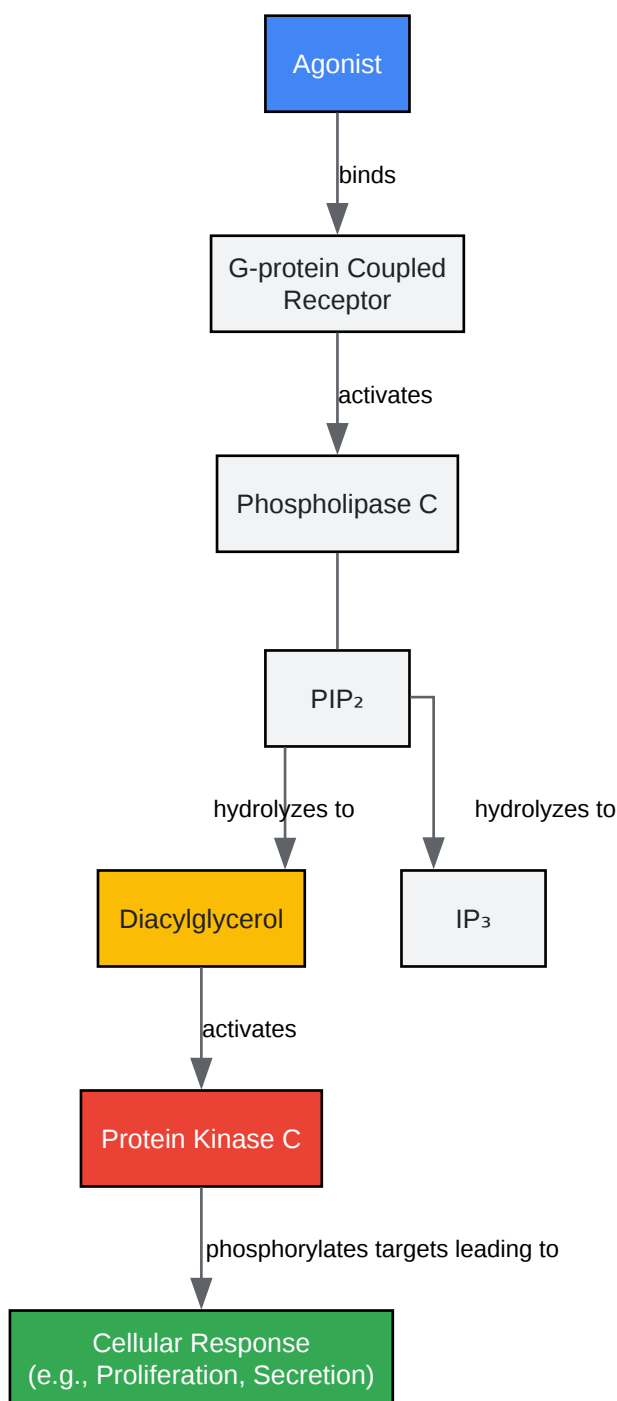 Agonist
binds
G-protein Coupled
Receptor
activates
Phospholipase C
PIP₂
hydrolyzes to
hydrolyzes to
Diacylglycerol
IP₃
activates
Protein Kinase C
phosphorylates targets leading to
Cellular Response
(e.g., Proliferation, Secretion)